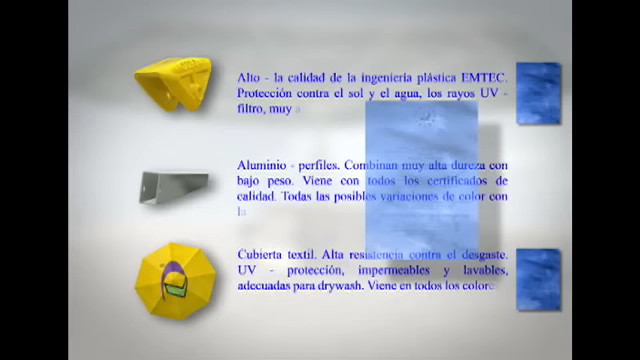 Alto - la calidad de la ingeniería plástica EMTEC.
Protección contra el sol y el agua, los rayos UV -
filtro, muy a
Aluminio - perfiles. Combinan muy alta dureza con
bajo peso. Viene con todos los certificados de
calidad. Todas las posibles variaciones de color con
la
Cubierta textil. Alta resistencia contra el desgaste.
UV - protección, impermeables y lavables,
adecuadas para drywash. Viene en todos los colore